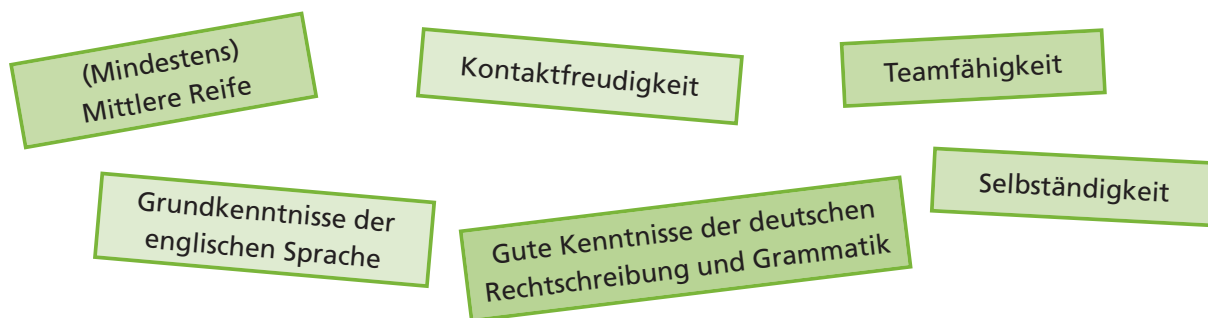 (Mindestens)
Mittlere Reife
Kontaktfreudigkeit
Teamfähigkeit
Grundkenntnisse der
englischen Sprache
Gute Kenntnisse der deutschen
Rechtschreibung und Grammatik
Selbständigkeit